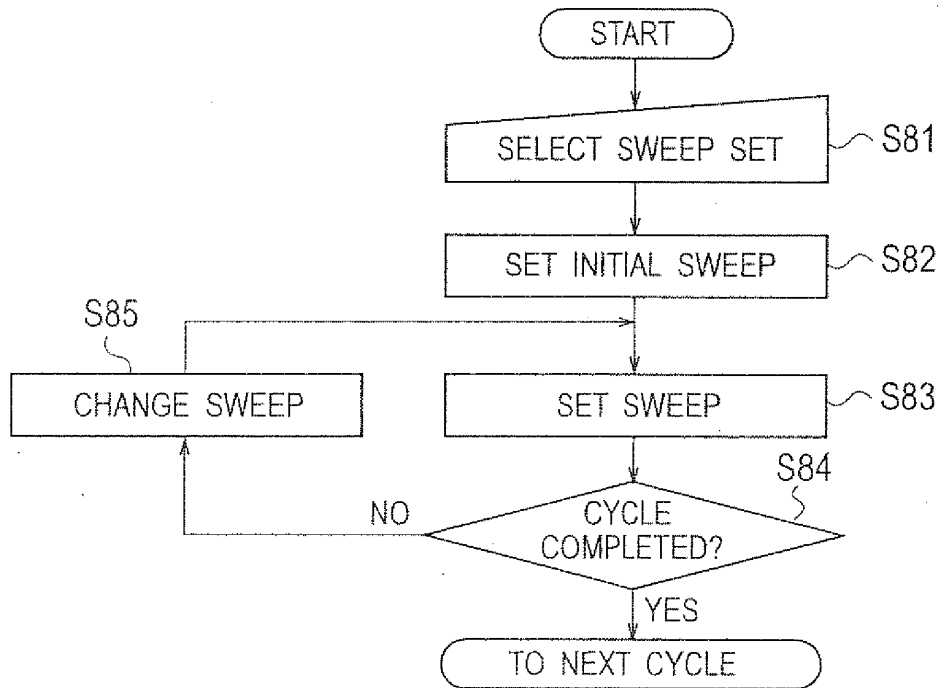 START
SELECT SWEEP SET
S81
SET INITIAL SWEEP
S82
S85
CHANGE SWEEP
SET SWEEP
S83
S84
NO
CYCLE
COMPLETED?
YES
TO NEXT CYCLE